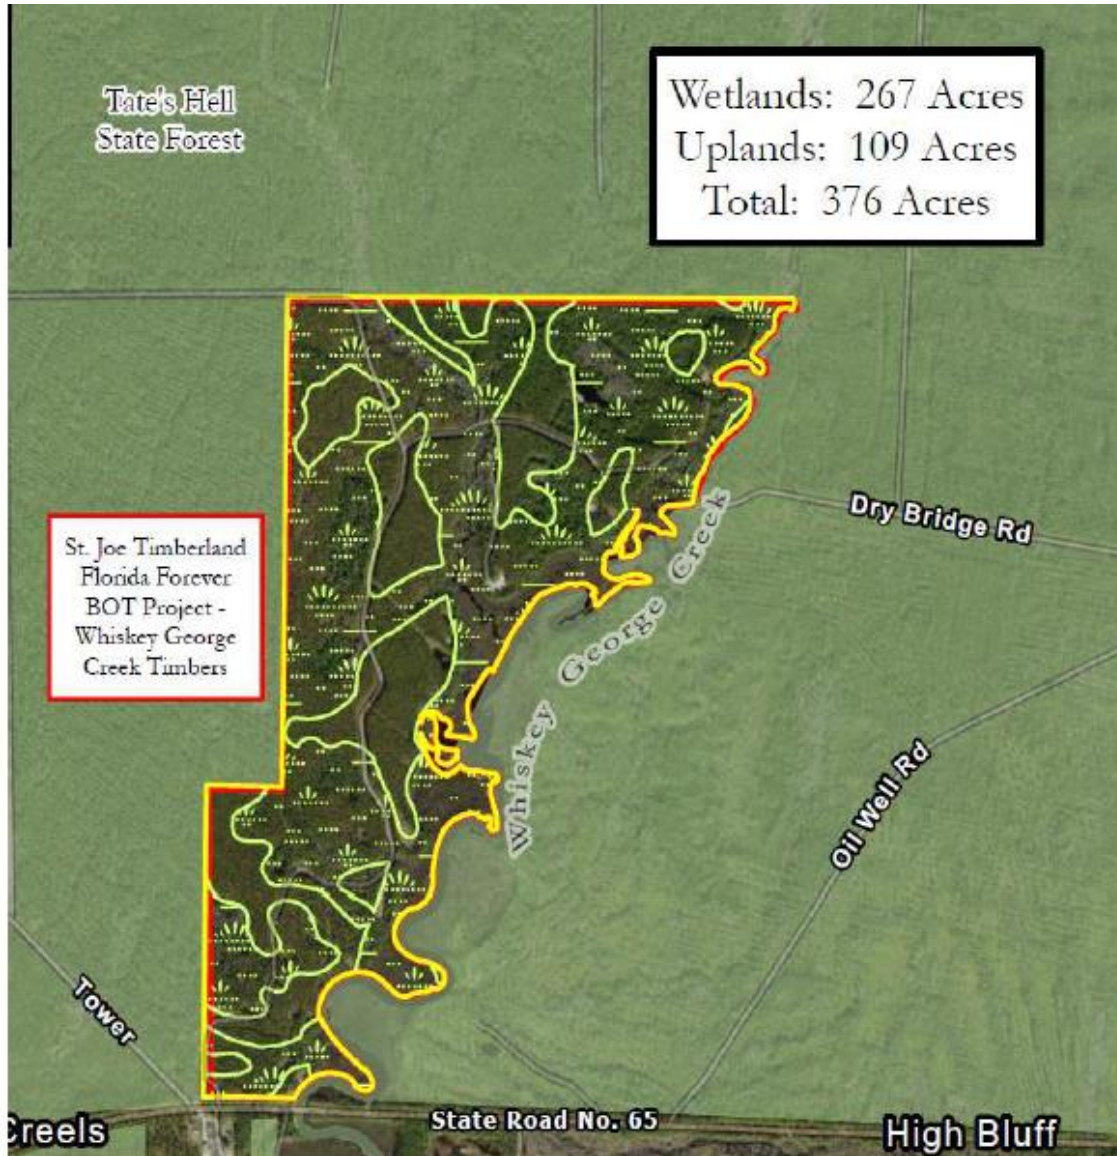 Tate's Hell
State Forest
Wetlands: 267 Acres
Uplands: 109 Acres
Total: 376 Acres
St. Joe Timberland
Florida Forever
BOT Project -
Whiskey George
Creek Timbers
Dry Bridge Rd
Whiskey George Creek
Oil Well Rd
Tower
State Road No. 65
Creels
High Bluff